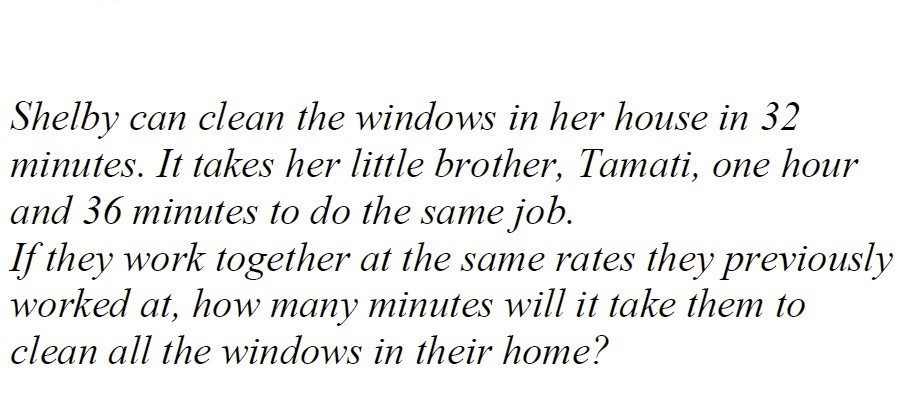 Shelby can clean the windows in her house in 32
minutes. It takes her little brother, Tamati, one hour
and 36 minutes to do the same job.
If they work together at the same rates they previously
worked at, how many minutes will it take them to
clean all the windows in their home?